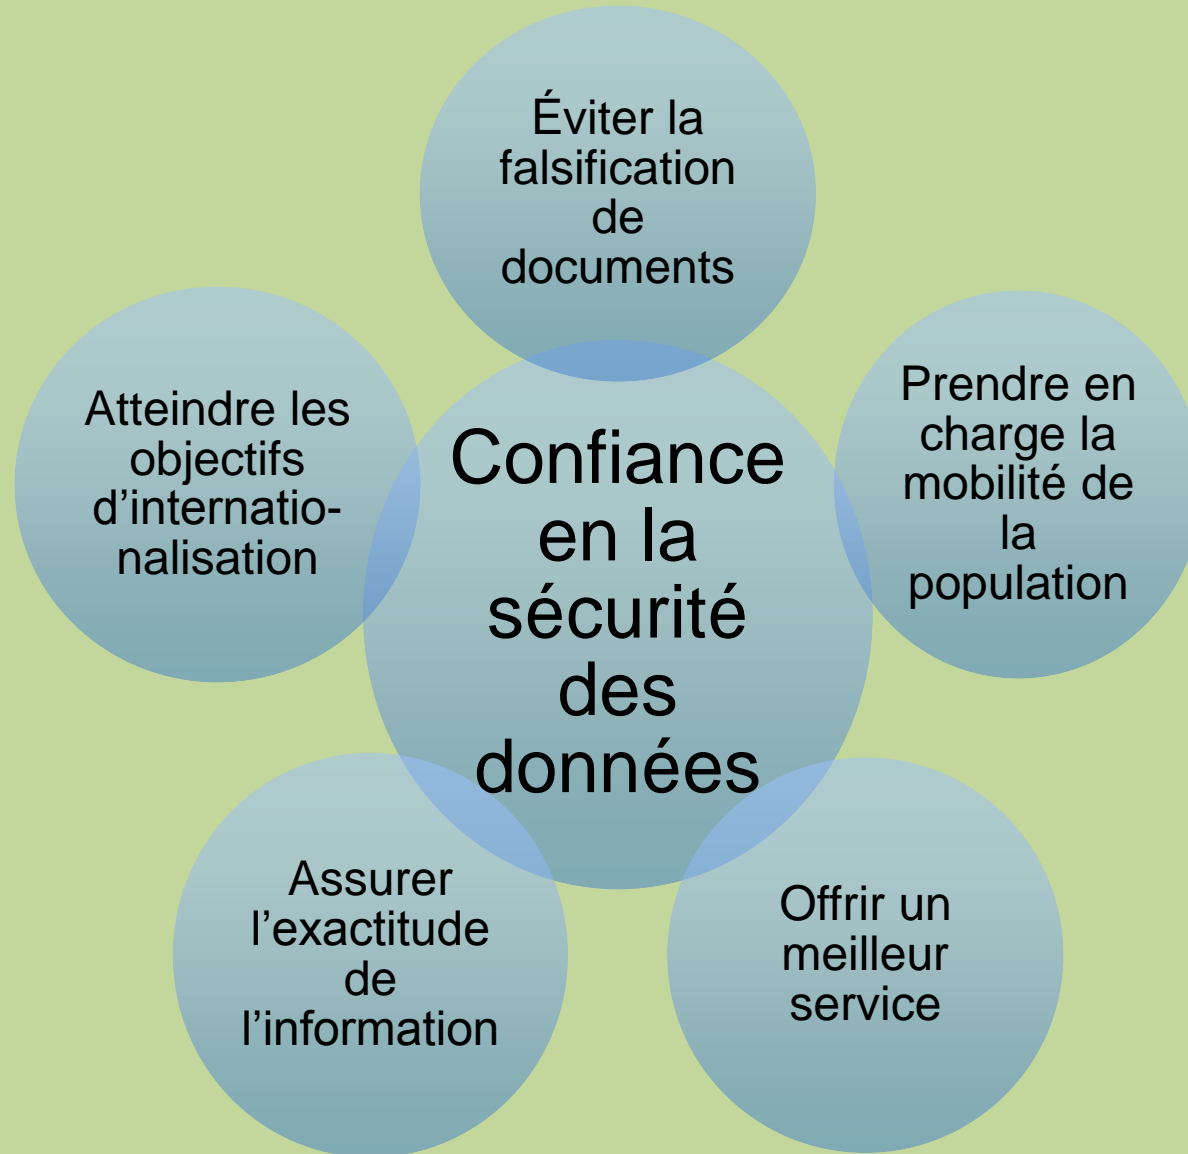 Éviter la
falsification
de
documents
Prendre en
charge la
mobilité de
la
population
Atteindre les
objectifs
d’internatio-
nalisation
Confiance
en la
sécurité
des
données
Assurer
l’exactitude
de
l’information
Offrir un
meilleur
service